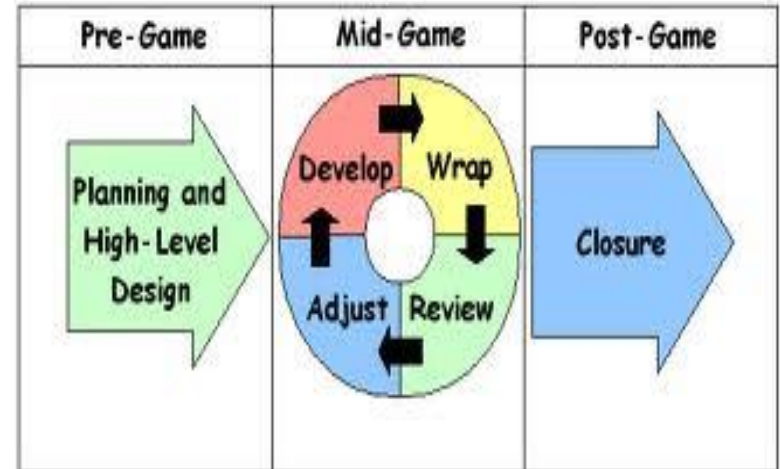 Pre-Game
Mid-Game
Post-Game
Planning and
High-Level
Design
Develop
Wrap
Adjust
Review
Closure